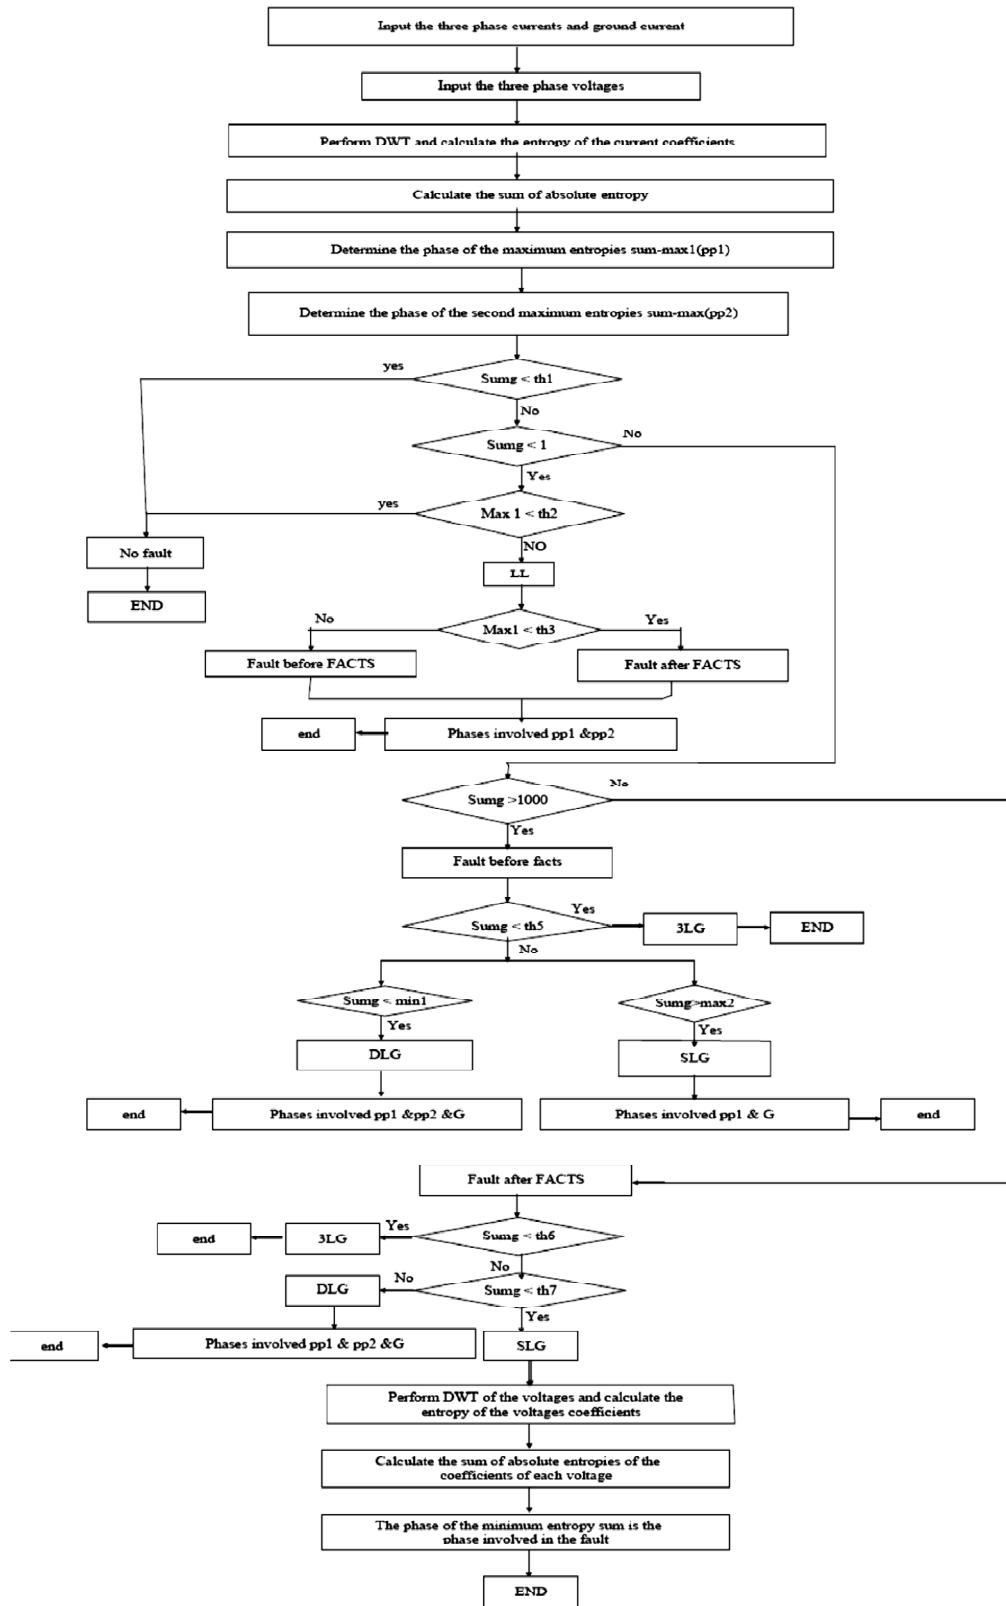 Input the three phase currents and ground current
Input the three phase voltages
Perform DWT and calculate the entropy of the current coefficients
Calculate the sum of absolute entropy
Determine the phase of the maximum entropies sum-max1(pp1)
Determine the phase of the second maximum entropies sum-max(pp2)
yes
Sumg < th1
No
Sumg < 1
No
Yes
yes
Max 1 < th2
NO
No fault
LL
END
No
Max1 < th3
Yes
Fault before FACTS
Fault after FACTS
end
Phases involved pp1 &pp2
Sumg >1000
No
Yes
Fault before facts
Sumg < th5
Yes
3LG
END
No
Sumg < min1
Sumg>max2
Yes
Yes
DLG
SLG
end
Phases involved pp1 &pp2 &G
Phases involved pp1 & G
end
Fault after FACTS
end
3LG
Yes
Sumg < th6
No
DLG
No
Sumg < th7
Yes
end
Phases involved pp1 & pp2 &G
SLG
Perform DWT of the voltages and calculate the
entropy of the voltages coefficients
Calculate the sum of absolute entropies of the
coefficients of each voltage
The phase of the minimum entropy sum is the
phase involved in the fault
END